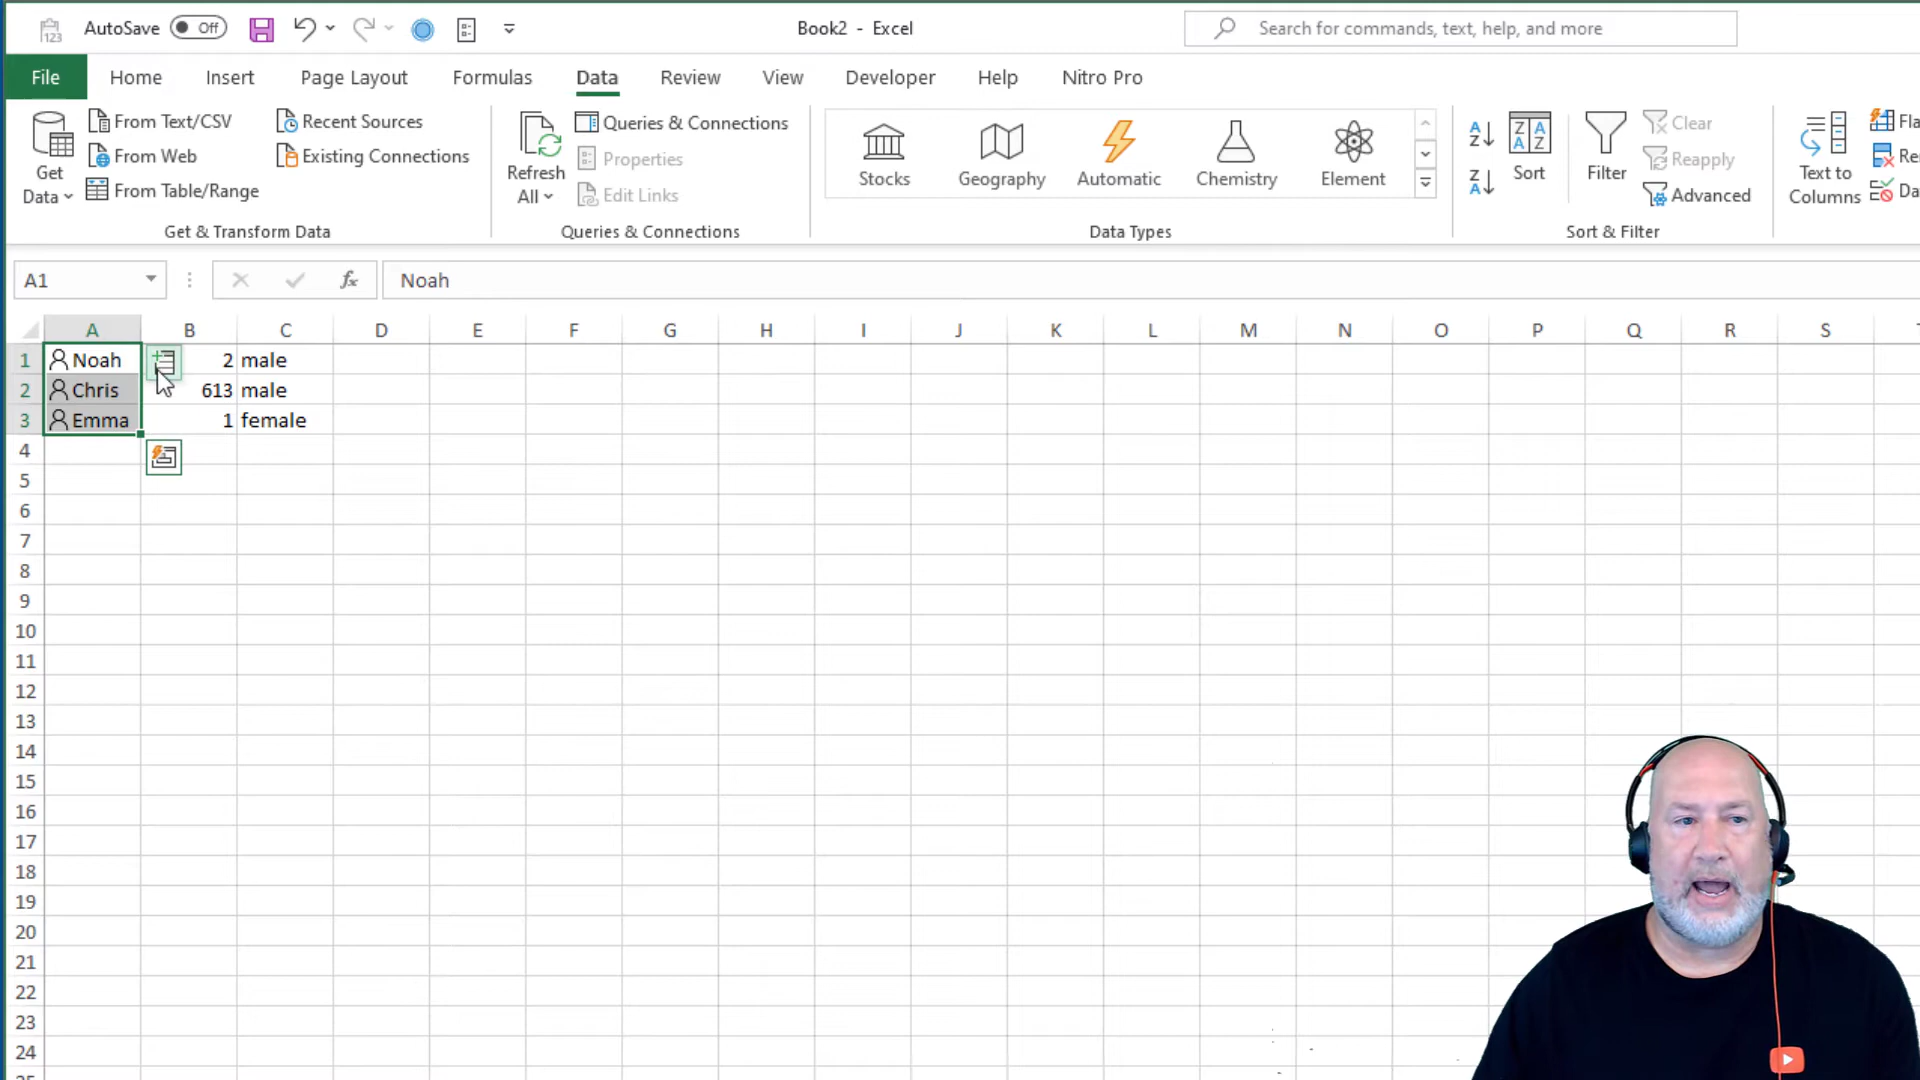 AutoSave Off Book2 - Excel Search for commands, text, help, and more
File Home Insert Page Layout Formulas Data Review View Developer Help Nitro Pro
Get Data
From Text/CSV
From Web
From Table/Range
Recent Sources
Existing Connections
Get & Transform Data
Refresh All
Queries & Connections
Properties
Edit Links
Queries & Connections
Stocks Geography Automatic Chemistry Element
Data Types
Sort
Filter
Clear
Reapply
Advanced
Sort & Filter
Text to Columns
Fla
Re
Da
A1 fx Noah
A B C D E F G H I J K L M N O P Q R S
1 Noah 2 male
2 Chris 613 male
3 Emma 1 female
4
5
6
7
8
9
10
11
12
13
14
15
16
17
18
19
20
21
22
23
24